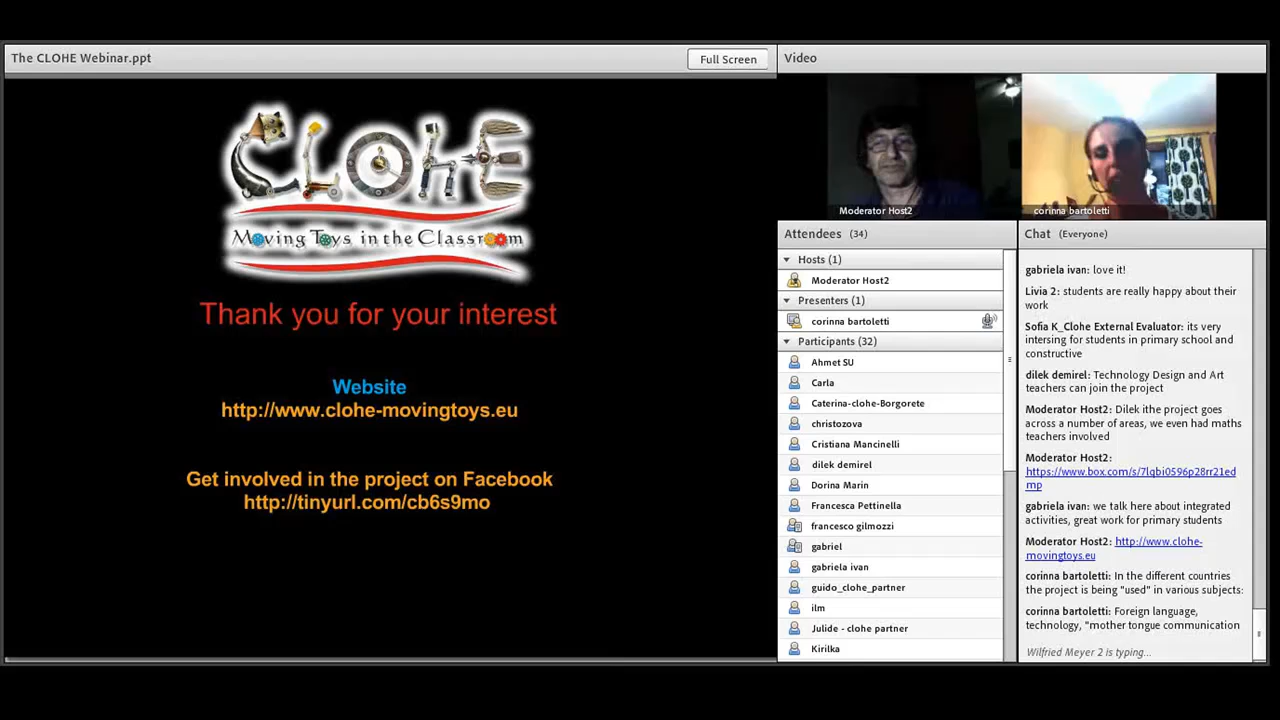 The CLOHE Webinar.ppt
Full Screen
CLOHE
Moving Toys in the Classroom
Thank you for your interest
Website
http://www.clohe-movingtoys.eu
Get involved in the project on Facebook
http://tinyurl.com/cb6s9mo
Video
Moderator Host2
corinna bartoletti
Attendees (34)
Hosts (1)
Moderator Host2
Presenters (1)
corinna bartoletti
Participants (32)
Ahmet SU
Carla
Caterina-clohe-Borgorete
christozova
Cristiana Mancinelli
dilek demirel
Dorina Marin
Francesca Pettinella
francesco gilmozzi
gabriel
gabriela ivan
guido_clohe_partner
ilm
Julide - clohe partner
Kirilka
Chat (Everyone)
gabriela ivan: love it!
Livia 2: students are really happy about their
work
Sofia K_Clohe External Evaluator: its very
intersing for students in primary school and
constructive
dilek demirel: Technology Design and Art
teachers can join the project
Moderator Host2: Dilek ithe project goes
across a number of areas, we even had maths
teachers involved
Moderator Host2:
https://www.box.com/s/7lqbi0596p28rr21ed
mp
gabriela ivan: we talk here about integrated
activities, great work for primary students
Moderator Host2: http://www.clohe-
movingtoys.eu
corinna bartoletti: In the different countries
the project is being "used" in various subjects:
corinna bartoletti: Foreign language,
technology, "mother tongue communication
Wilfried Meyer 2 is typing...